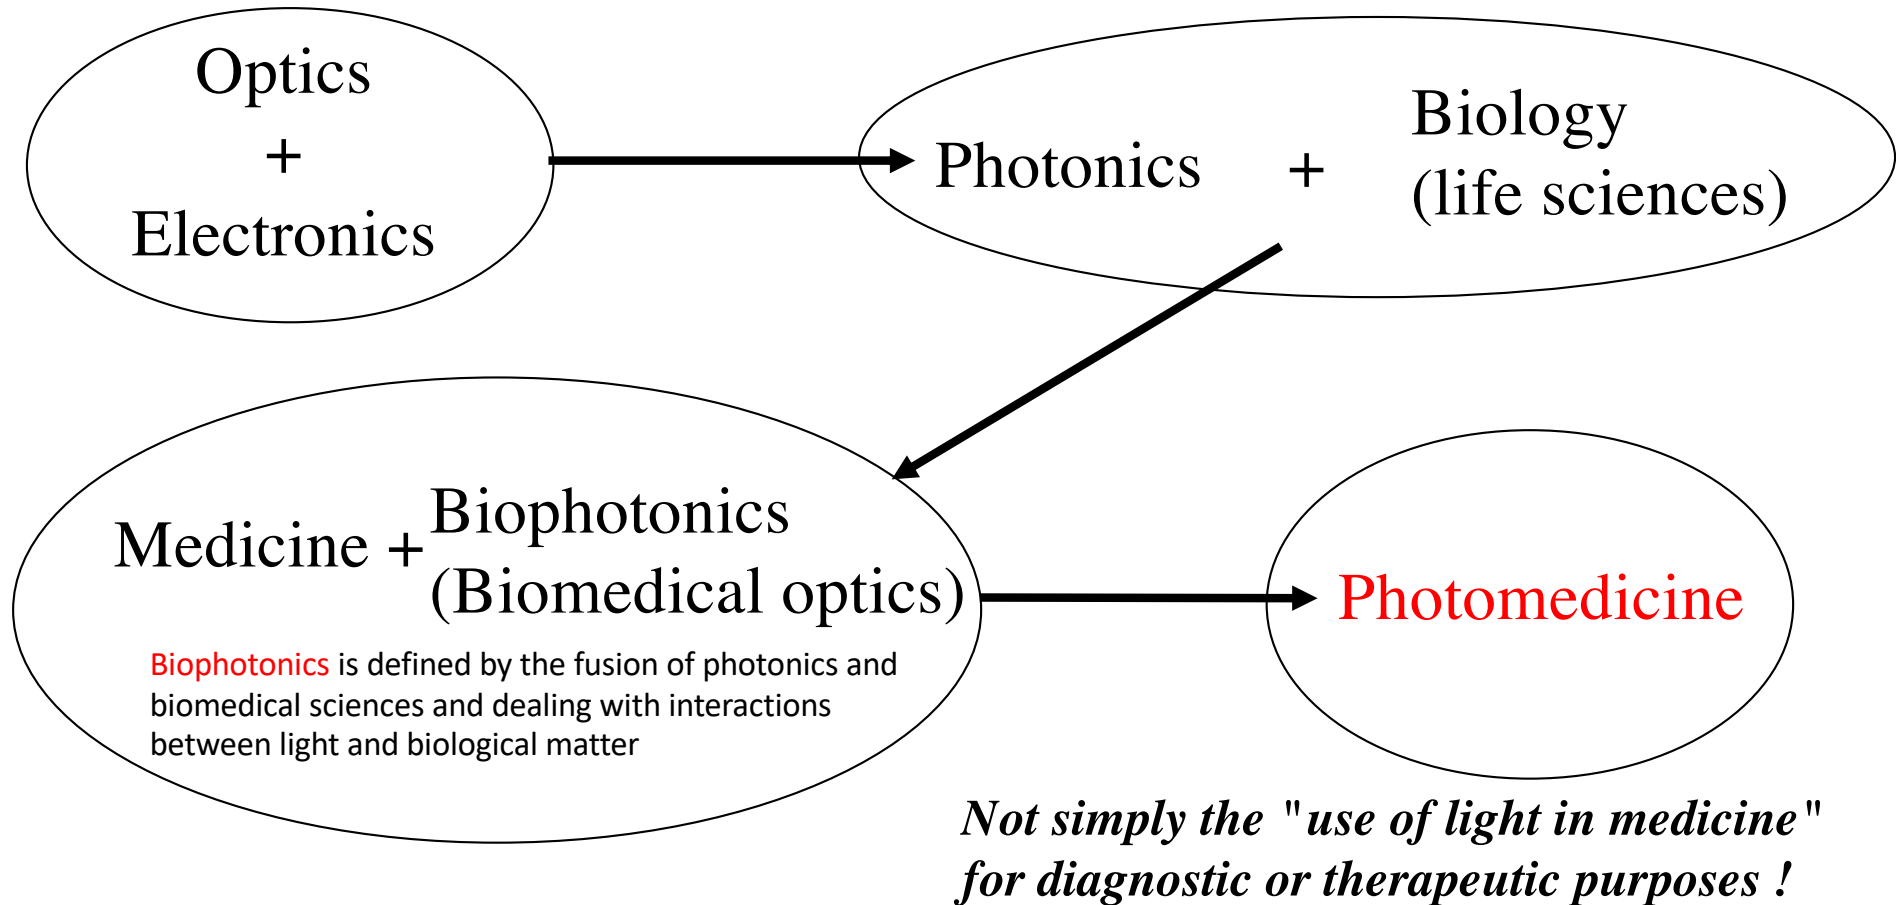 Optics
+
Electronics
Photonics + Biology
(life sciences)
Medicine + Biophotonics
(Biomedical optics)
Biophotonics is defined by the fusion of photonics and
biomedical sciences and dealing with interactions
between light and biological matter
Photomedicine
Not simply the "use of light in medicine"
for diagnostic or therapeutic purposes !